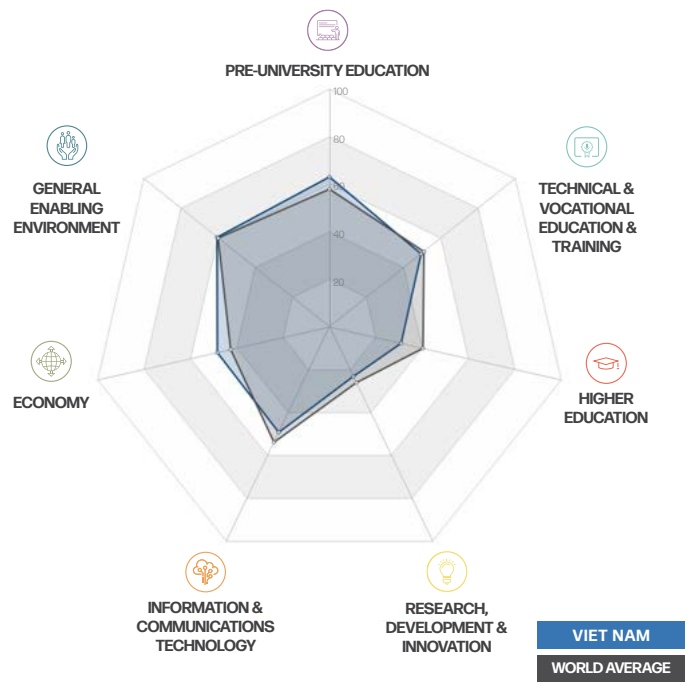 PRE-UNIVERSITY EDUCATION
100
80
60
40
20
GENERAL
ENABLING
ENVIRONMENT
TECHNICAL &
VOCATIONAL
EDUCATION &
TRAINING
ECONOMY
HIGHER
EDUCATION
INFORMATION &
COMMUNICATIONS
TECHNOLOGY
RESEARCH,
DEVELOPMENT &
INNOVATION
VIET NAM
WORLD AVERAGE